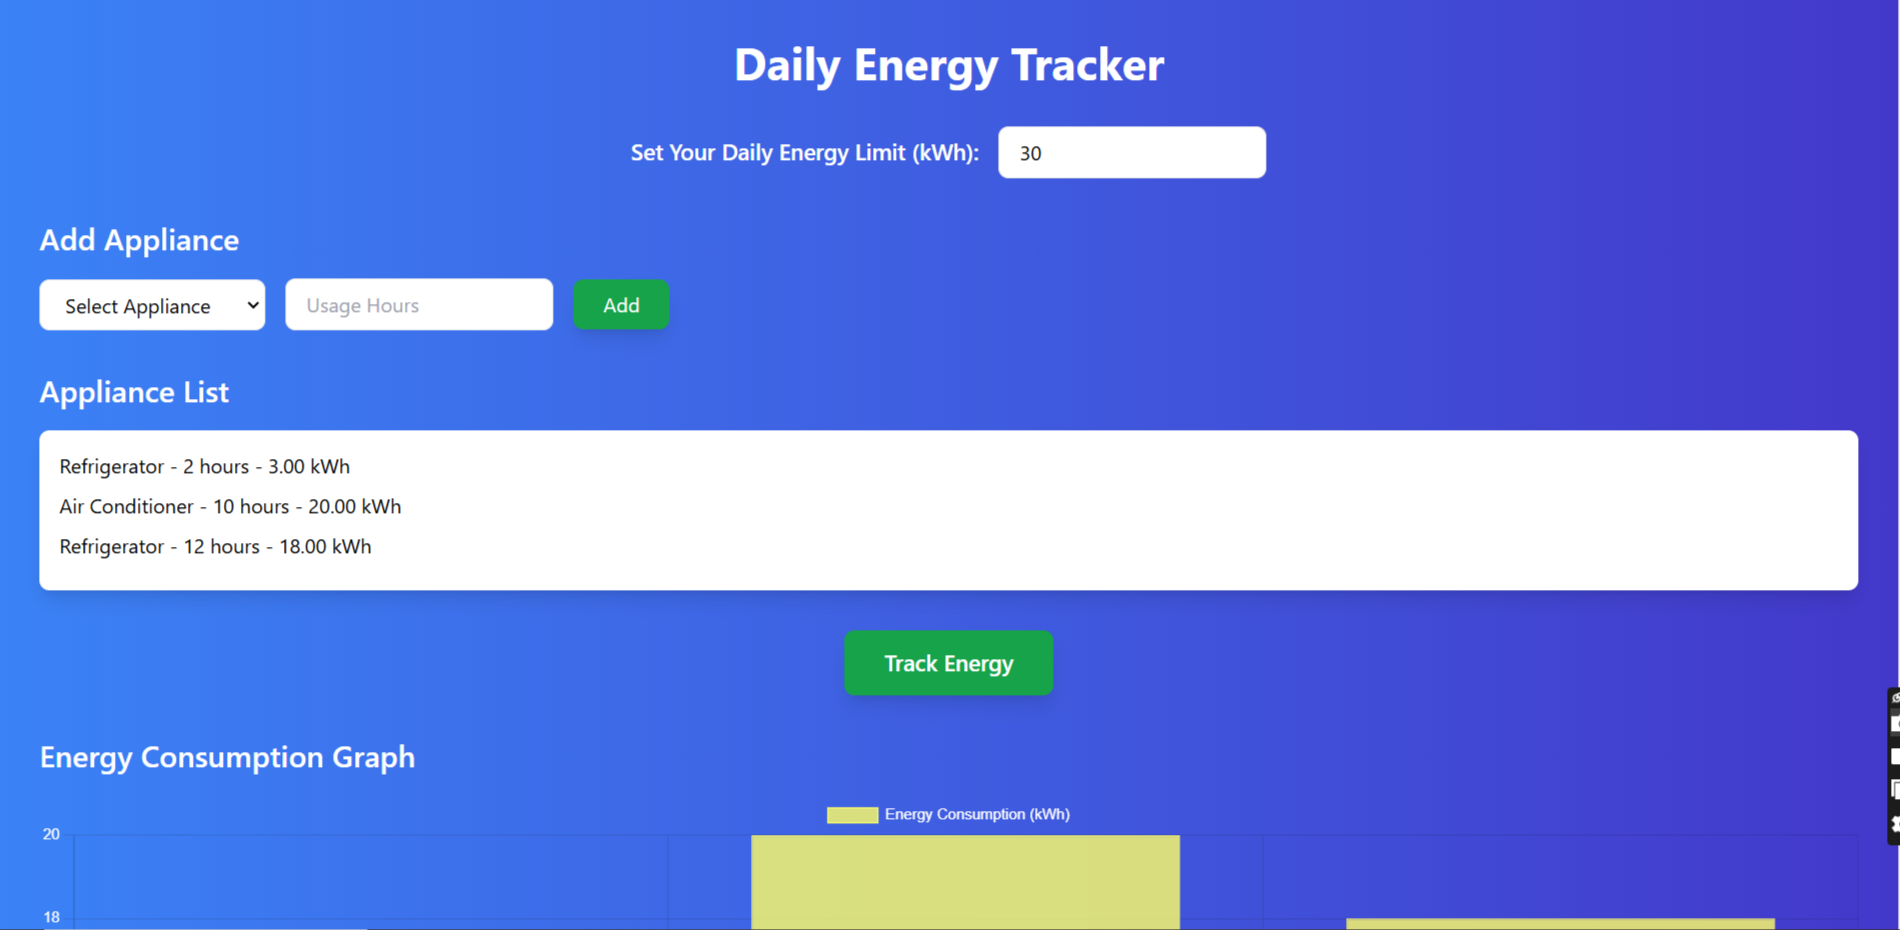 Daily Energy Tracker
Set Your Daily Energy Limit (kWh): 30
Add Appliance
Select Appliance Usage Hours Add
Appliance List
Refrigerator - 2 hours - 3.00 kWh
Air Conditioner - 10 hours - 20.00 kWh
Refrigerator - 12 hours - 18.00 kWh
Track Energy
Energy Consumption Graph
Energy Consumption (kWh)
20
18